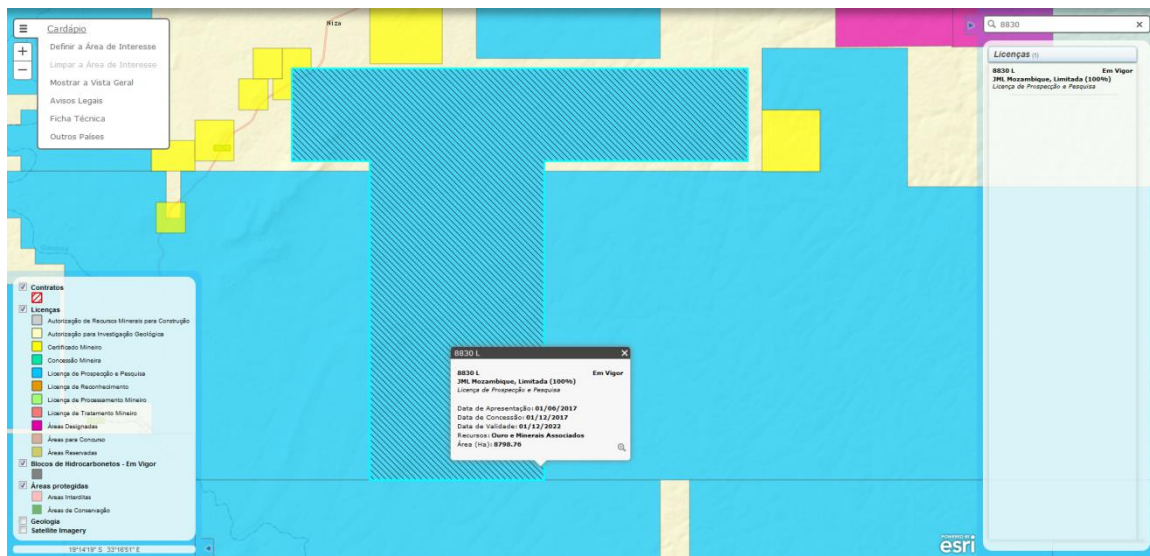 Cardápio
Definir a Área de Interesse
Limpar a Área de Interesse
Mostrar a Vista Geral
Avisos Legais
Ficha Técnica
Outros Países
+
−
Niza
8830
Licenças (1)
8830 L Em Vigor
JML Mozambique, Limitada (100%)
Licença de Prospecção e Pesquisa
8830 L
8830 L Em Vigor
JML Mozambique, Limitada (100%)
Licença de Prospecção e Pesquisa
Data de Apresentação: 01/06/2017
Data de Concessão: 01/12/2017
Data de Validade: 01/12/2022
Recursos: Ouro e Minerais Associados
Área (Ha): 8798.76
Contratos
Licenças
Autorização de Recursos Minerais para Construção
Autorização para Investigação Geológica
Certificado Mineiro
Concessão Mineira
Licença de Prospecção e Pesquisa
Licença de Reconhecimento
Licença de Processamento Mineiro
Licença de Tratamento Mineiro
Áreas Designadas
Áreas para Concurso
Áreas Reservadas
Blocos de Hidrocarbonetos - Em Vigor
Áreas protegidas
Áreas Interditas
Áreas de Conservação
Geologia
Satellite Imagery
19°14'19" S 33°16'51" E
POWERED BY
esri